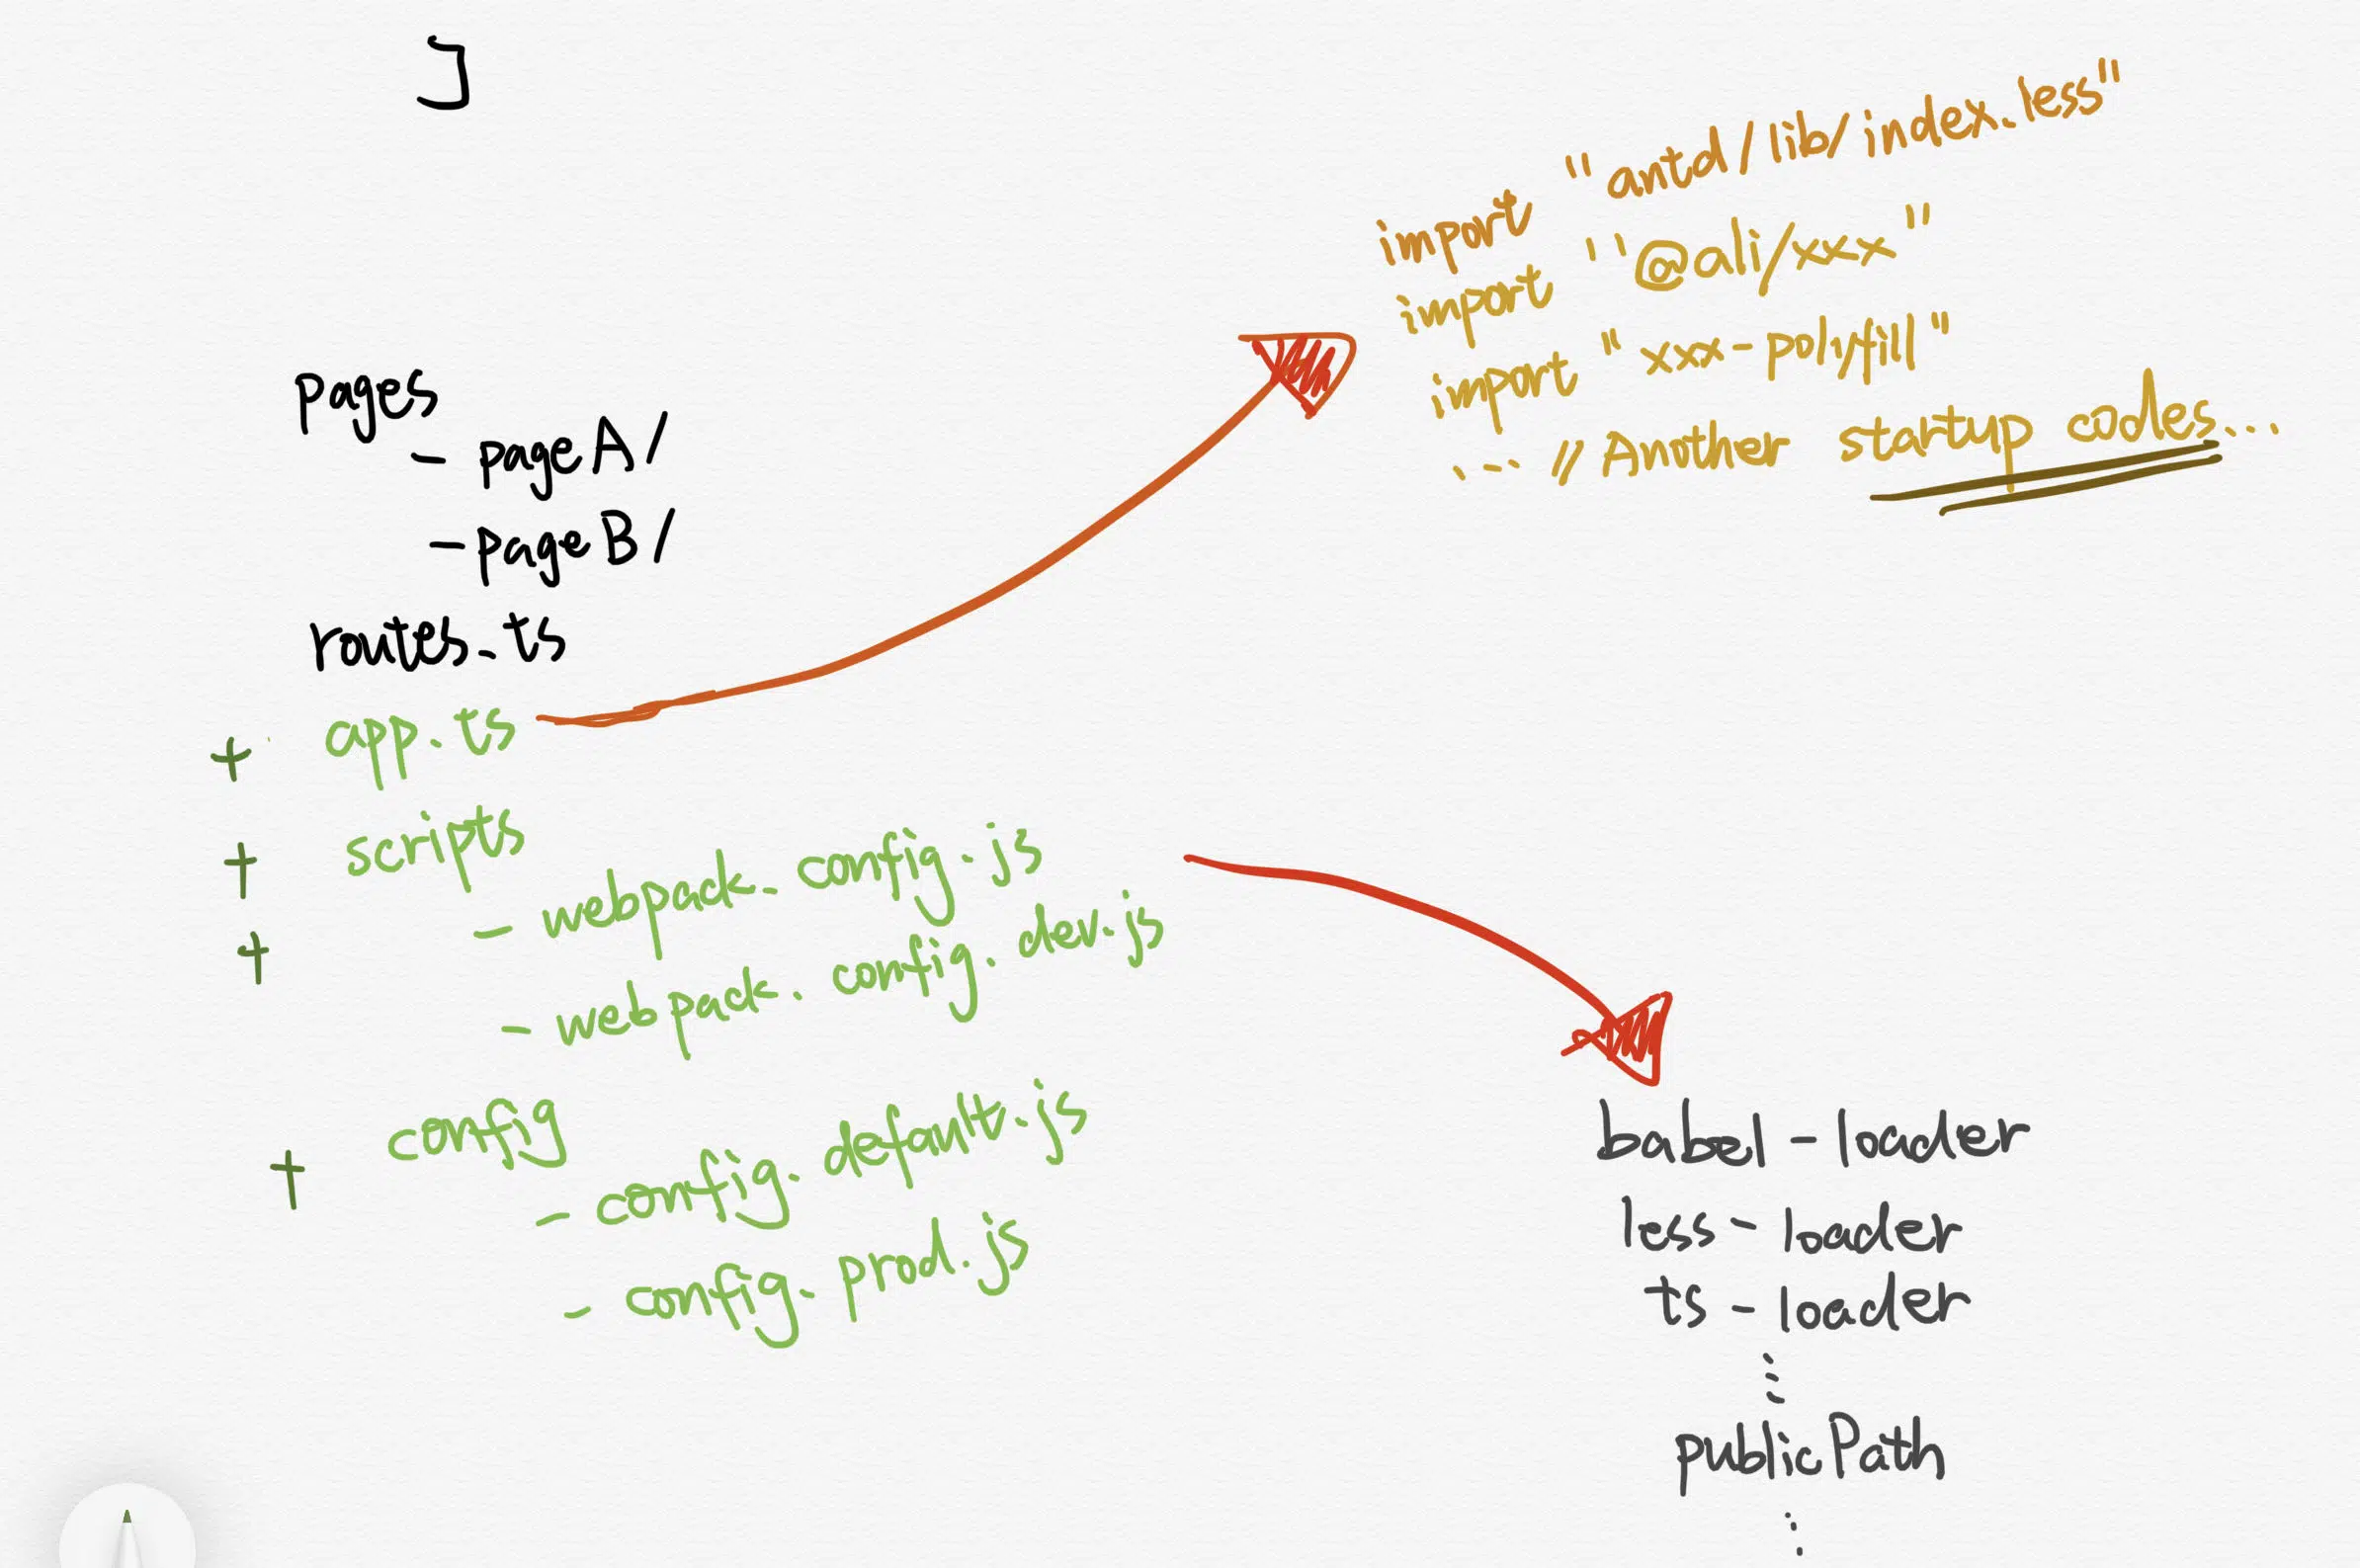 ]
pages
- pageA/
- pageB/
routes.ts
+ app.ts
+ scripts
+ - webpack.config.js
- webpack.config.dev.js
+ config
- config.default.js
- config.prod.js
import "antd/lib/index.less"
import "@ali/xxx"
import "xxx-polyfill"
... // Another startup codes...
babel-loader
less-loader
ts-loader
...
publicPath
...